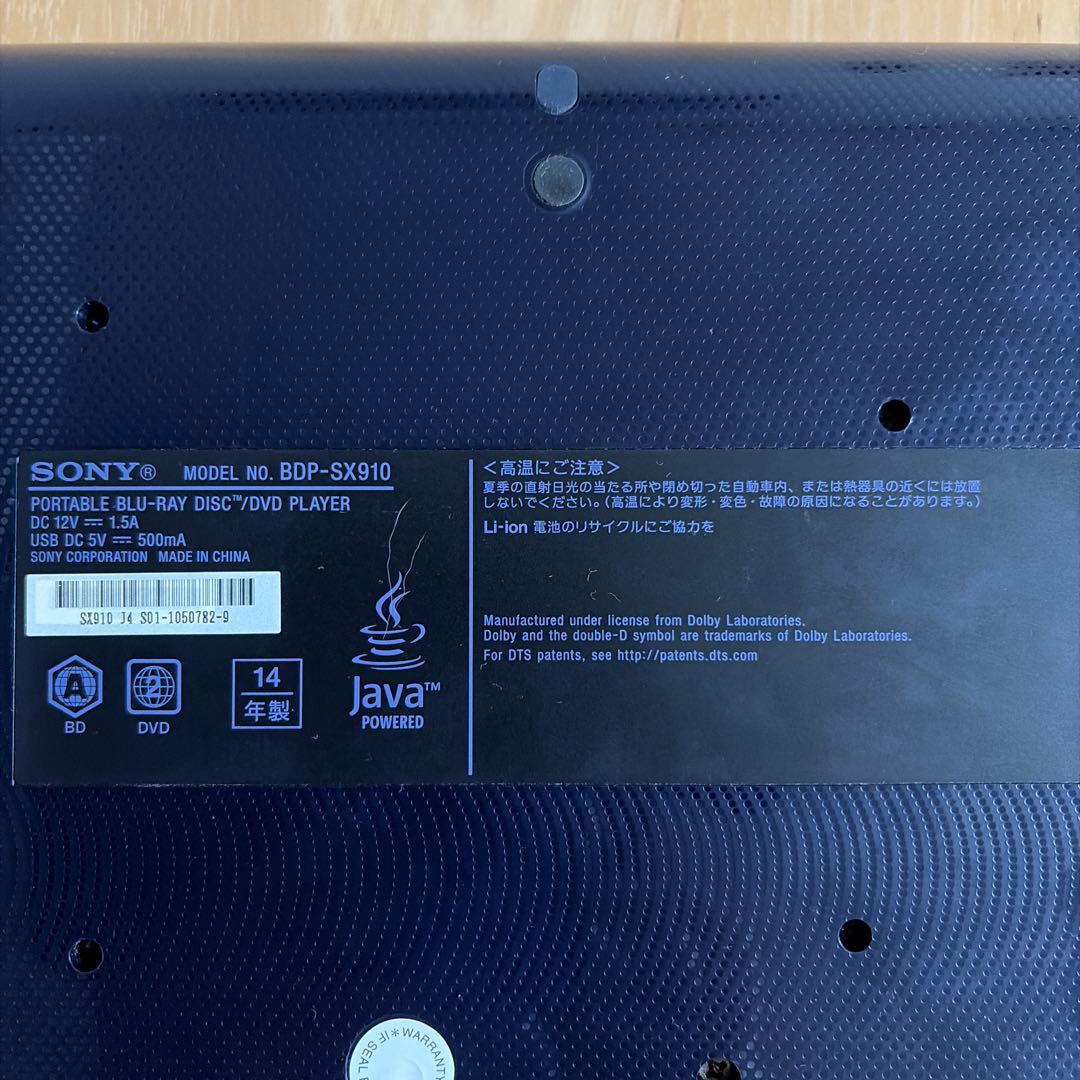 SONY® MODEL NO. BDP-SX910
PORTABLE BLU-RAY DISC™/DVD PLAYER
DC 12V ⎓ 1.5A
USB DC 5V ⎓ 500mA
SONY CORPORATION MADE IN CHINA
SX910 J4 S01-1050782-9
A
BD
2
DVD
14
年製
Java™
POWERED
＜高温にご注意＞
夏季の直射日光の当たる所や閉め切った自動車内、または熱器具の近くには放置
しないでください。（高温により変形・変色・故障の原因になることがあります。）
Li-ion 電池のリサイクルにご協力を
Manufactured under license from Dolby Laboratories.
Dolby and the double-D symbol are trademarks of Dolby Laboratories.
For DTS patents, see http://patents.dts.com
SEAL IF＊WARRANTY